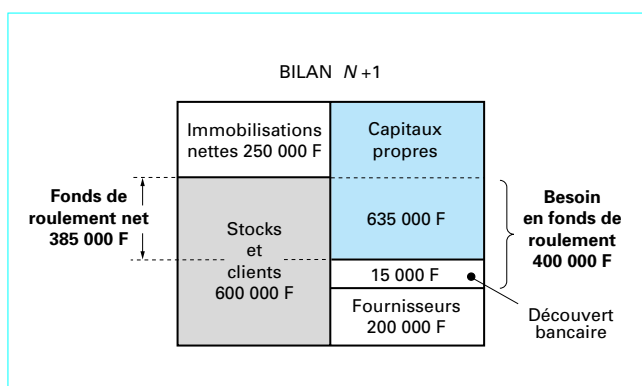 BILAN N +1
Immobilisations
nettes 250 000 F
Capitaux
propres
Fonds de
roulement net
385 000 F
Stocks
et
clients
600 000 F
635 000 F
15 000 F
Fournisseurs
200 000 F
Besoin
en fonds de
roulement
400 000 F
Découvert
bancaire